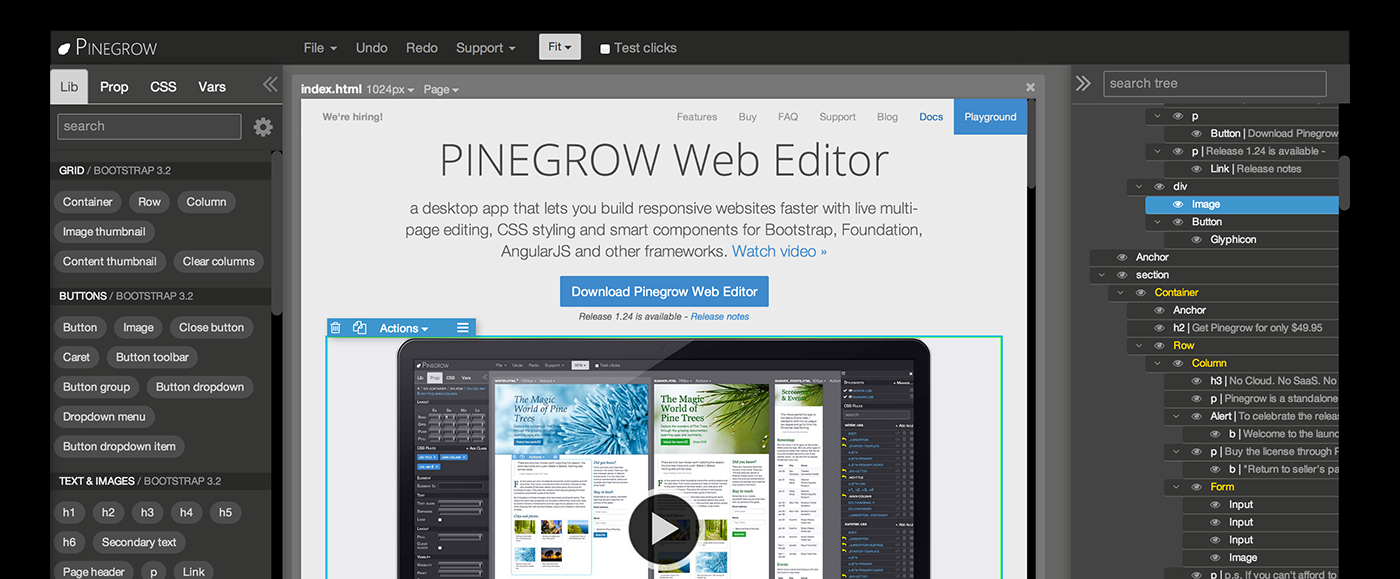 PINEGROW
File Undo Redo Support Fit Test clicks
Lib Prop CSS Vars
search
GRID / BOOTSTRAP 3.2
Container Row Column
Image thumbnail
Content thumbnail Clear columns
BUTTONS / BOOTSTRAP 3.2
Button Image Close button
Caret Button toolbar
Button group Button dropdown
Dropdown menu
Button dropdown item
TEXT & IMAGES / BOOTSTRAP 3.2
h1 h2 h3 h4 h5
h6 Secondary text
Page header p Link
index.html 1024px Page
We're hiring!
Features Buy FAQ Support Blog Docs Playground
PINEGROW Web Editor
a desktop app that lets you build responsive websites faster with live multi-
page editing, CSS styling and smart components for Bootstrap, Foundation,
AngularJS and other frameworks. Watch video »
Download Pinegrow Web Editor
Release 1.24 is available - Release notes
Actions
PINEGROW
The Magic
World of Pine
Trees
The Magic
World of Pine
Trees
search tree
p
Button | Download Pinegrow
p | Release 1.24 is available -
Link | Release notes
div
Image
Button
Glyphicon
Anchor
section
Container
Anchor
h2 | Get Pinegrow for only $49.95
Row
Column
h3 | No Cloud. No SaaS. No
p | Pinegrow is a standalone
Alert | To celebrate the relea
b | Welcome to the laun
p | Buy the license through F
b | "Return to seller's pa
Form
Input
Input
Input
Image
p | p.s. If you can't afford to